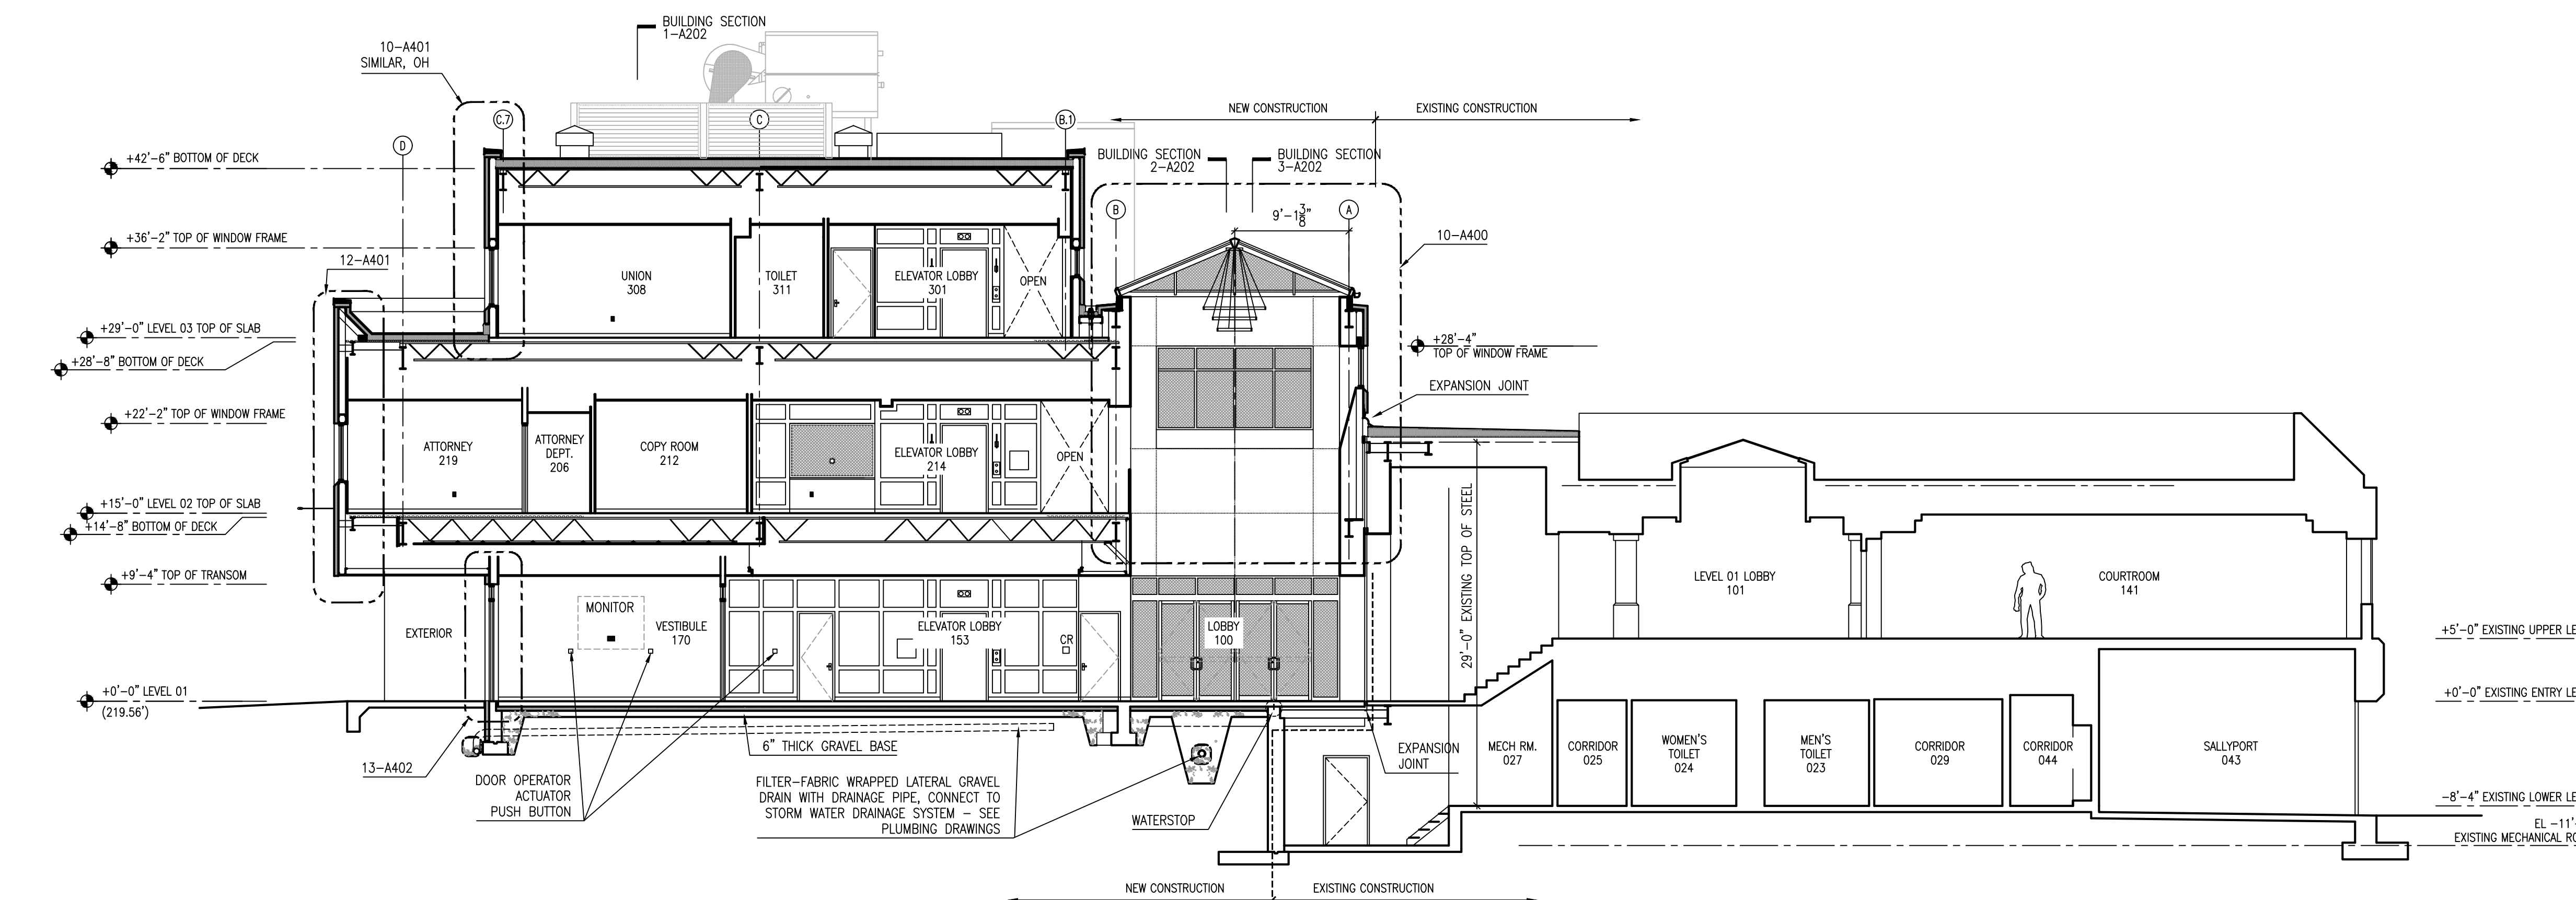 BUILDING SECTION
1-A202
10-A401
SIMILAR, OH
NEW CONSTRUCTION
EXISTING CONSTRUCTION
C.7
C
B.1
D
+42'-6" BOTTOM OF DECK
BUILDING SECTION
2-A202
BUILDING SECTION
3-A202
B
A
9'-1 3/8"
+36'-2" TOP OF WINDOW FRAME
10-A400
12-A401
UNION
308
TOILET
311
ELEVATOR LOBBY
301
OPEN
+29'-0" LEVEL 03 TOP OF SLAB
+28'-8" BOTTOM OF DECK
+28'-4"
TOP OF WINDOW FRAME
EXPANSION JOINT
+22'-2" TOP OF WINDOW FRAME
ATTORNEY
219
ATTORNEY
DEPT.
206
COPY ROOM
212
ELEVATOR LOBBY
214
OPEN
+15'-0" LEVEL 02 TOP OF SLAB
+14'-8" BOTTOM OF DECK
29'-0" EXISTING TOP OF STEEL
+9'-4" TOP OF TRANSOM
LEVEL 01 LOBBY
101
COURTROOM
141
EXTERIOR
MONITOR
VESTIBULE
170
ELEVATOR LOBBY
153
CR
LOBBY
100
+5'-0" EXISTING UPPER LE
+0'-0" LEVEL 01
(219.56')
+0'-0" EXISTING ENTRY LE
6" THICK GRAVEL BASE
EXPANSION
JOINT
MECH RM.
027
CORRIDOR
025
WOMEN'S
TOILET
024
MEN'S
TOILET
023
CORRIDOR
029
CORRIDOR
044
SALLYPORT
043
13-A402
DOOR OPERATOR
ACTUATOR
PUSH BUTTON
FILTER-FABRIC WRAPPED LATERAL GRAVEL
DRAIN WITH DRAINAGE PIPE, CONNECT TO
STORM WATER DRAINAGE SYSTEM - SEE
PLUMBING DRAWINGS
WATERSTOP
-8'-4" EXISTING LOWER LE
EL -11'-
EXISTING MECHANICAL RO
NEW CONSTRUCTION
EXISTING CONSTRUCTION